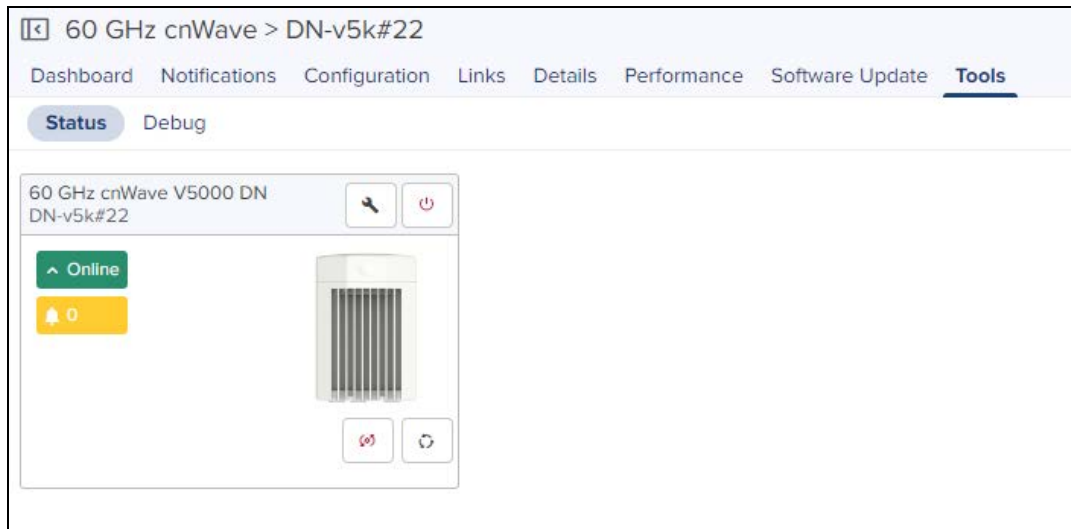 60 GHz cnWave > DN-v5k#22
Dashboard Notifications Configuration Links Details Performance Software Update Tools
Status Debug
60 GHz cnWave V5000 DN
DN-v5k#22
Online
0